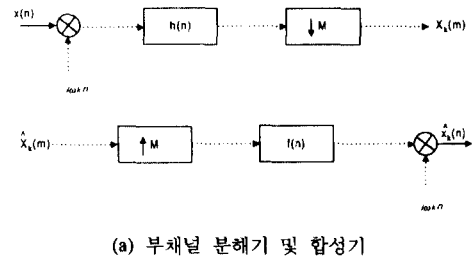 x(n)
h(n)
↓ M
X_k(m)
X̂_k(m)
↑ M
f(n)
x̂_k(n)
(a) 부채널 분해기 및 합성기